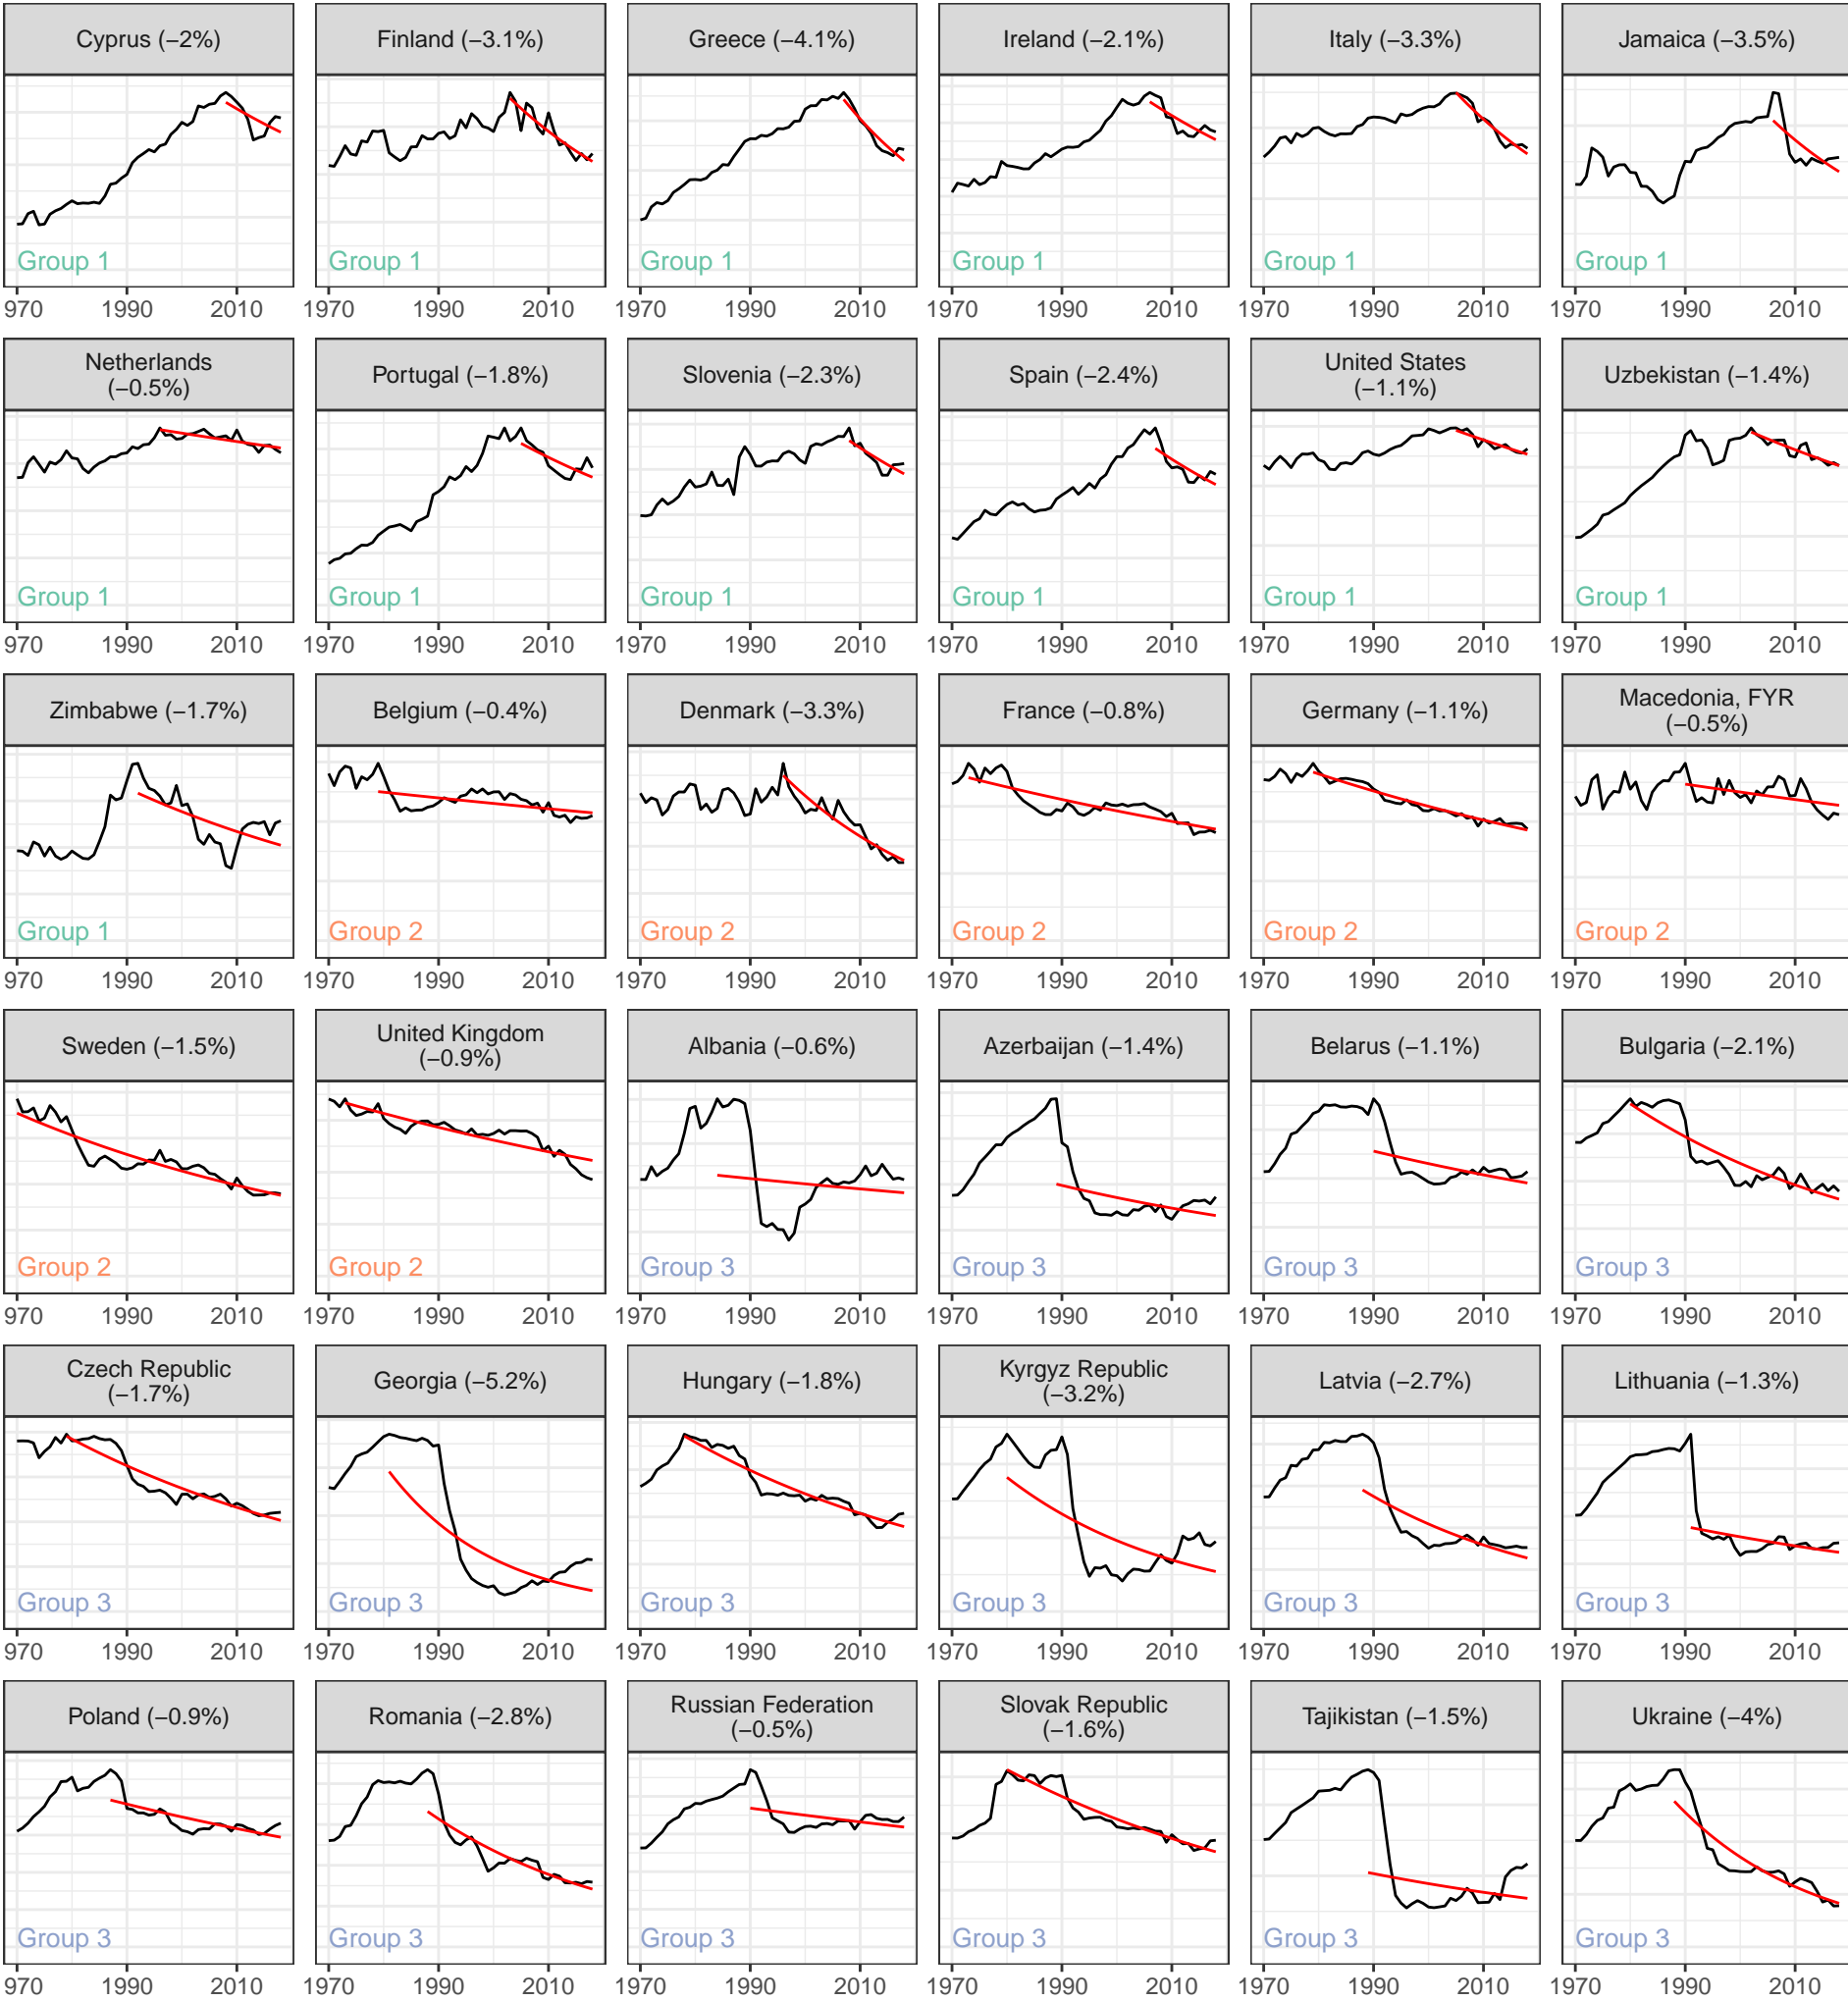 Cyprus (−2%) Finland (−3.1%) Greece (−4.1%) Ireland (−2.1%) Italy (−3.3%) Jamaica (−3.5%)
Group 1 Group 1 Group 1 Group 1 Group 1 Group 1
970 1990 2010 1970 1990 2010 1970 1990 2010 1970 1990 2010 1970 1990 2010 1970 1990 2010
Netherlands
(−0.5%) Portugal (−1.8%) Slovenia (−2.3%) Spain (−2.4%) United States
(−1.1%) Uzbekistan (−1.4%)
Group 1 Group 1 Group 1 Group 1 Group 1 Group 1
970 1990 2010 1970 1990 2010 1970 1990 2010 1970 1990 2010 1970 1990 2010 1970 1990 2010
Zimbabwe (−1.7%) Belgium (−0.4%) Denmark (−3.3%) France (−0.8%) Germany (−1.1%) Macedonia, FYR
(−0.5%)
Group 1 Group 2 Group 2 Group 2 Group 2 Group 2
970 1990 2010 1970 1990 2010 1970 1990 2010 1970 1990 2010 1970 1990 2010 1970 1990 2010
Sweden (−1.5%) United Kingdom
(−0.9%) Albania (−0.6%) Azerbaijan (−1.4%) Belarus (−1.1%) Bulgaria (−2.1%)
Group 2 Group 2 Group 3 Group 3 Group 3 Group 3
970 1990 2010 1970 1990 2010 1970 1990 2010 1970 1990 2010 1970 1990 2010 1970 1990 2010
Czech Republic
(−1.7%) Georgia (−5.2%) Hungary (−1.8%) Kyrgyz Republic
(−3.2%) Latvia (−2.7%) Lithuania (−1.3%)
Group 3 Group 3 Group 3 Group 3 Group 3 Group 3
970 1990 2010 1970 1990 2010 1970 1990 2010 1970 1990 2010 1970 1990 2010 1970 1990 2010
Poland (−0.9%) Romania (−2.8%) Russian Federation
(−0.5%) Slovak Republic
(−1.6%) Tajikistan (−1.5%) Ukraine (−4%)
Group 3 Group 3 Group 3 Group 3 Group 3 Group 3
970 1990 2010 1970 1990 2010 1970 1990 2010 1970 1990 2010 1970 1990 2010 1970 1990 2010